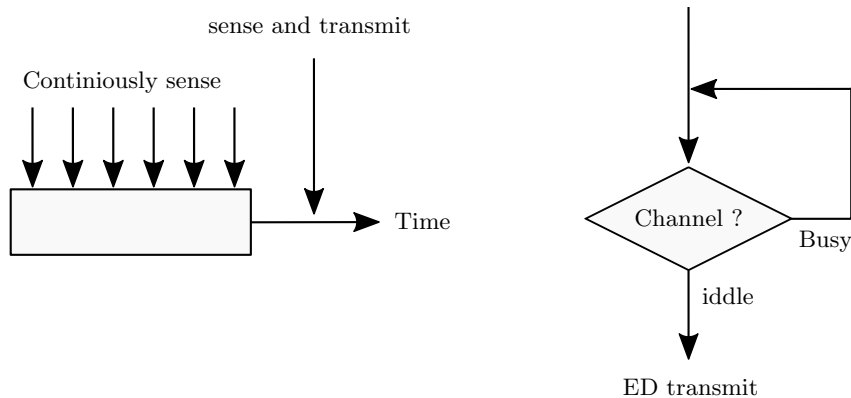 sense and transmit
Continiously sense
Time
Channel ?
Busy
iddle
ED transmit